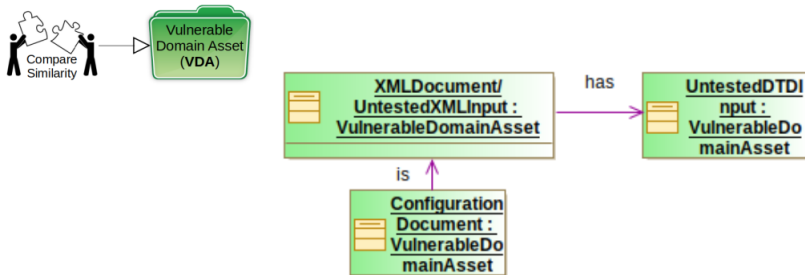 Vulnerable
Domain Asset
(VDA)
Compare
Similarity
XMLDocument/
UntestedXMLInput :
VulnerableDomainAsset
has
UntestedDTDI
nput :
VulnerableDo
mainAsset
is
Configuration
Document :
VulnerableDo
mainAsset